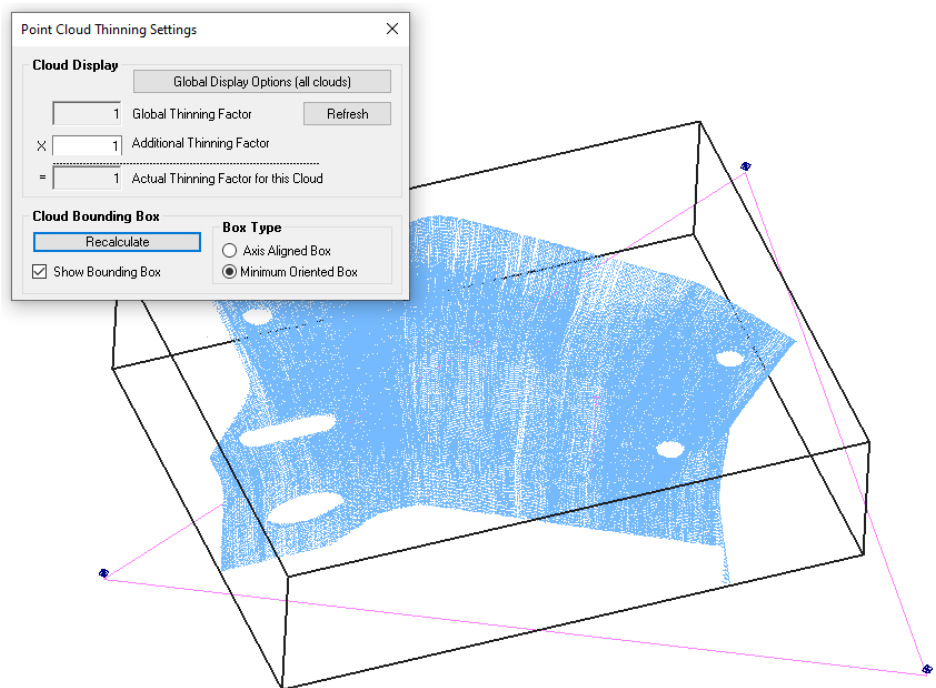 Point Cloud Thinning Settings
Cloud Display
Global Display Options (all clouds)
1 Global Thinning Factor Refresh
X 1 Additional Thinning Factor
= 1 Actual Thinning Factor for this Cloud
Cloud Bounding Box
Recalculate
Show Bounding Box
Box Type
Axis Aligned Box
Minimum Oriented Box